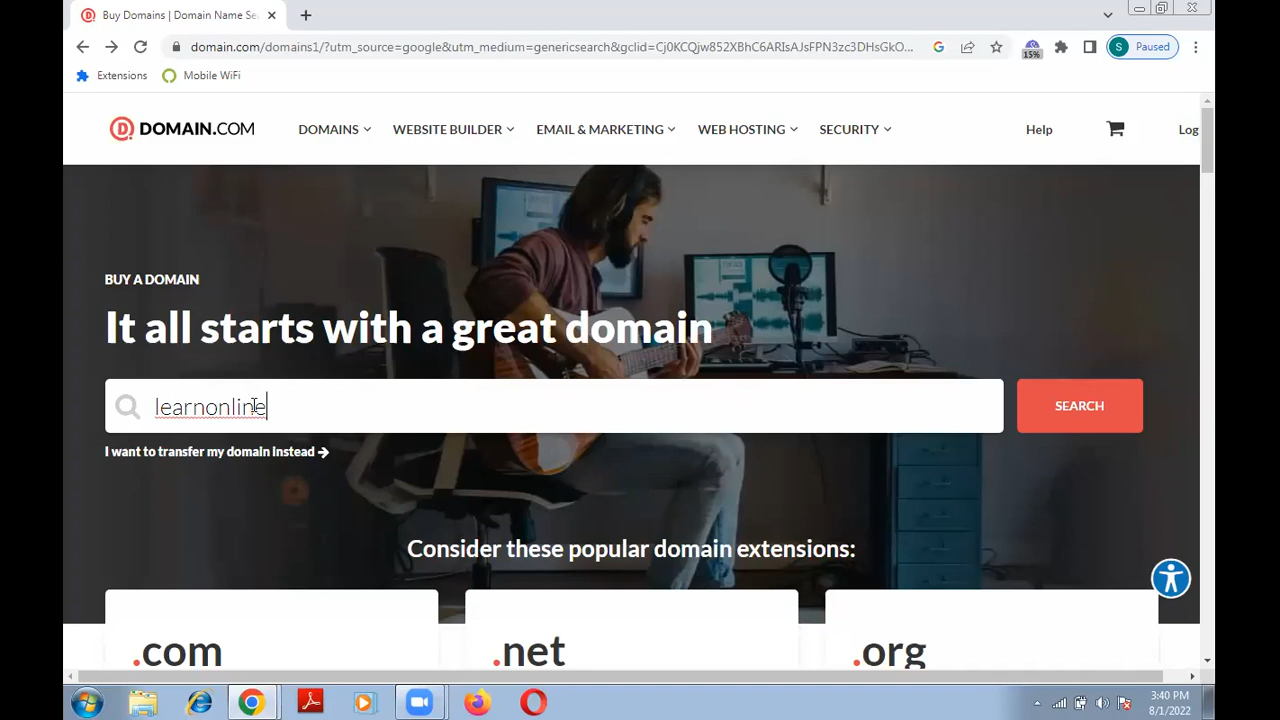 Buy Domains | Domain Name Se
domain.com/domains1/?utm_source=google&utm_medium=genericsearch&gclid=Cj0KCQjw852XBhC6ARIsAJsFPN3zc3DHsGkO...
15%
S Paused
Extensions Mobile WiFi
DOMAIN.COM DOMAINS WEBSITE BUILDER EMAIL & MARKETING WEB HOSTING SECURITY Help Log
BUY A DOMAIN
It all starts with a great domain
learnonline
SEARCH
I want to transfer my domain instead →
Consider these popular domain extensions:
.com .net .org
3:40 PM
8/1/2022